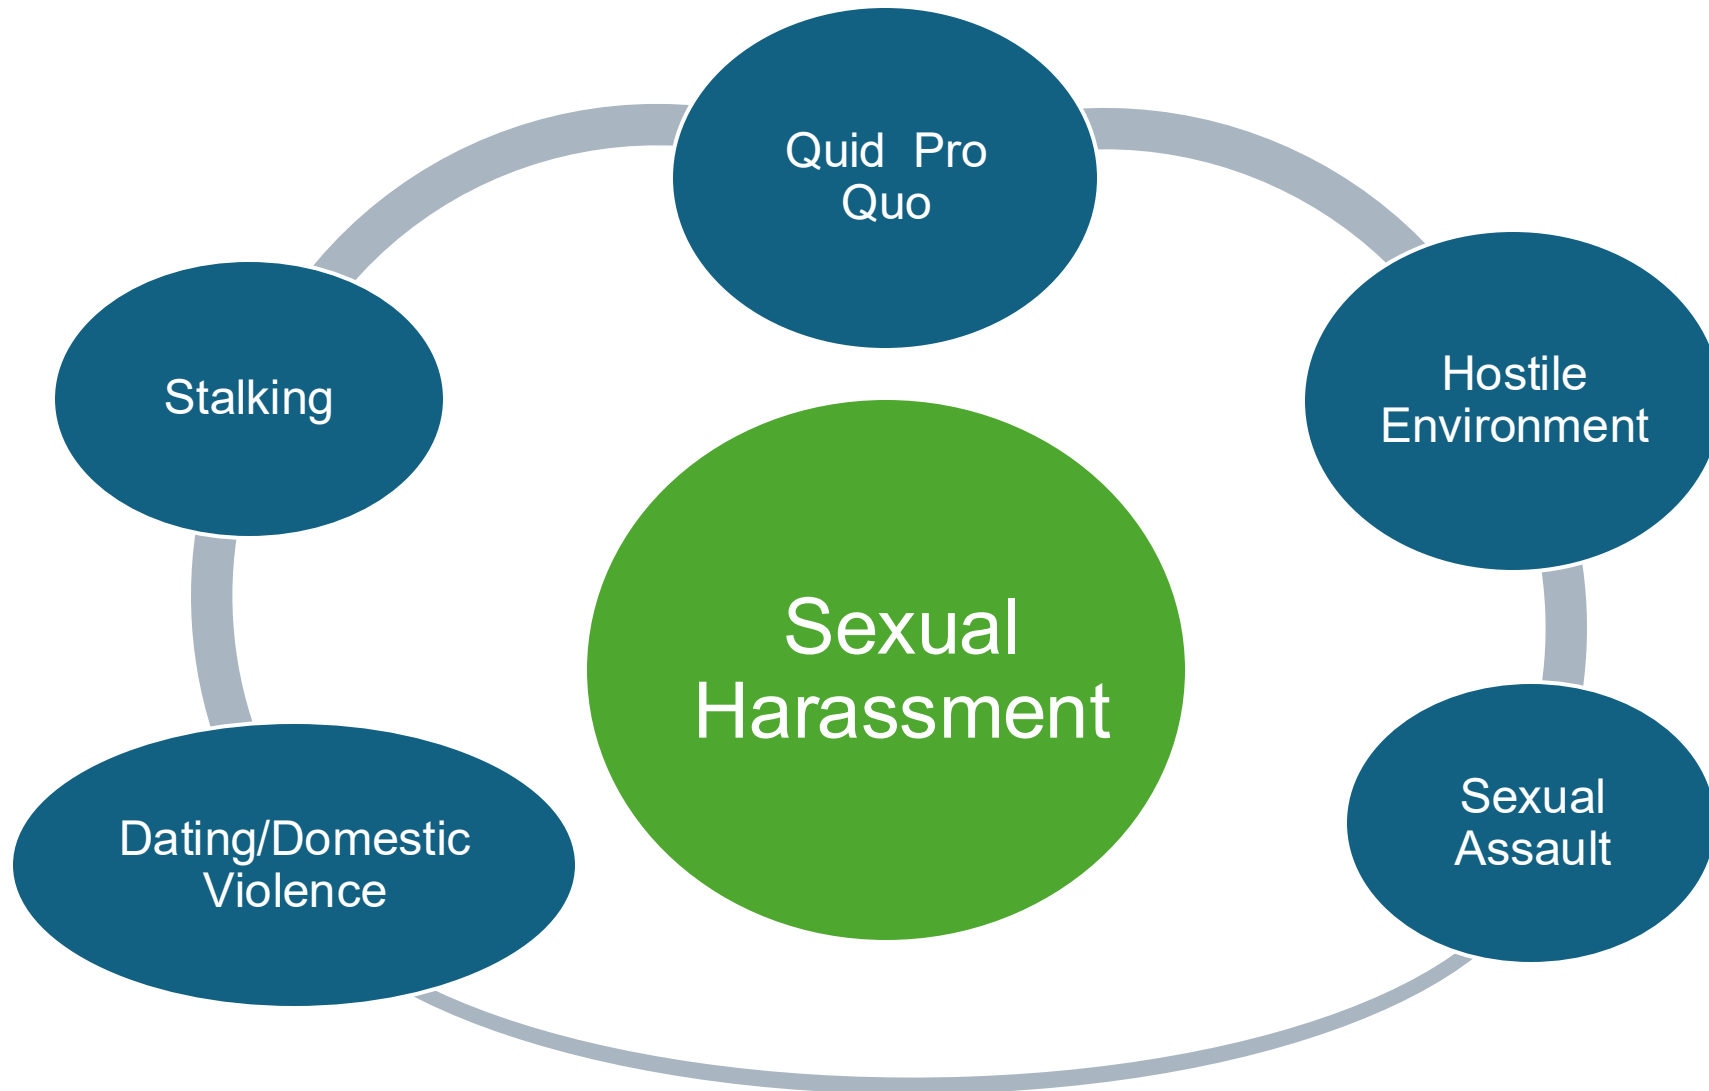 Quid  Pro
Quo
Hostile
Environment
Sexual
Assault
Dating/Domestic
Violence
Stalking
Sexual
Harassment